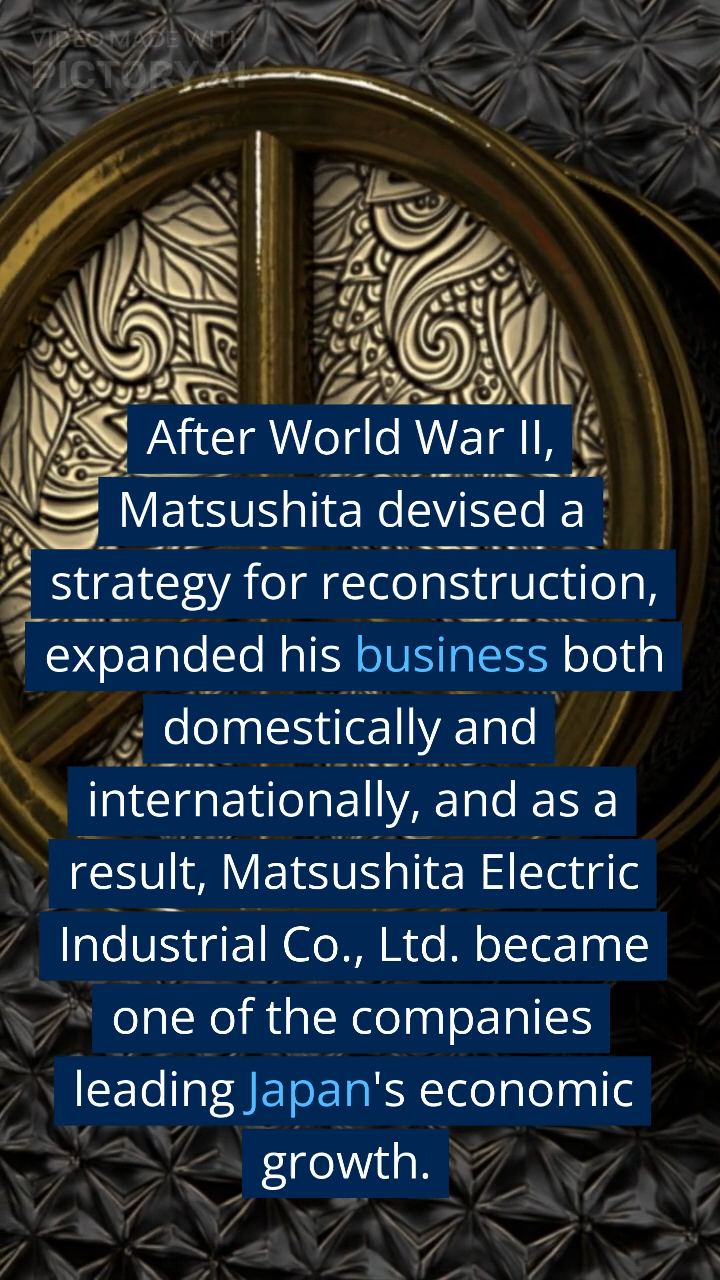 VIDEO MADE WITH
PICTORY.AI
After World War II,
Matsushita devised a
strategy for reconstruction,
expanded his business both
domestically and
internationally, and as a
result, Matsushita Electric
Industrial Co., Ltd. became
one of the companies
leading Japan's economic
growth.